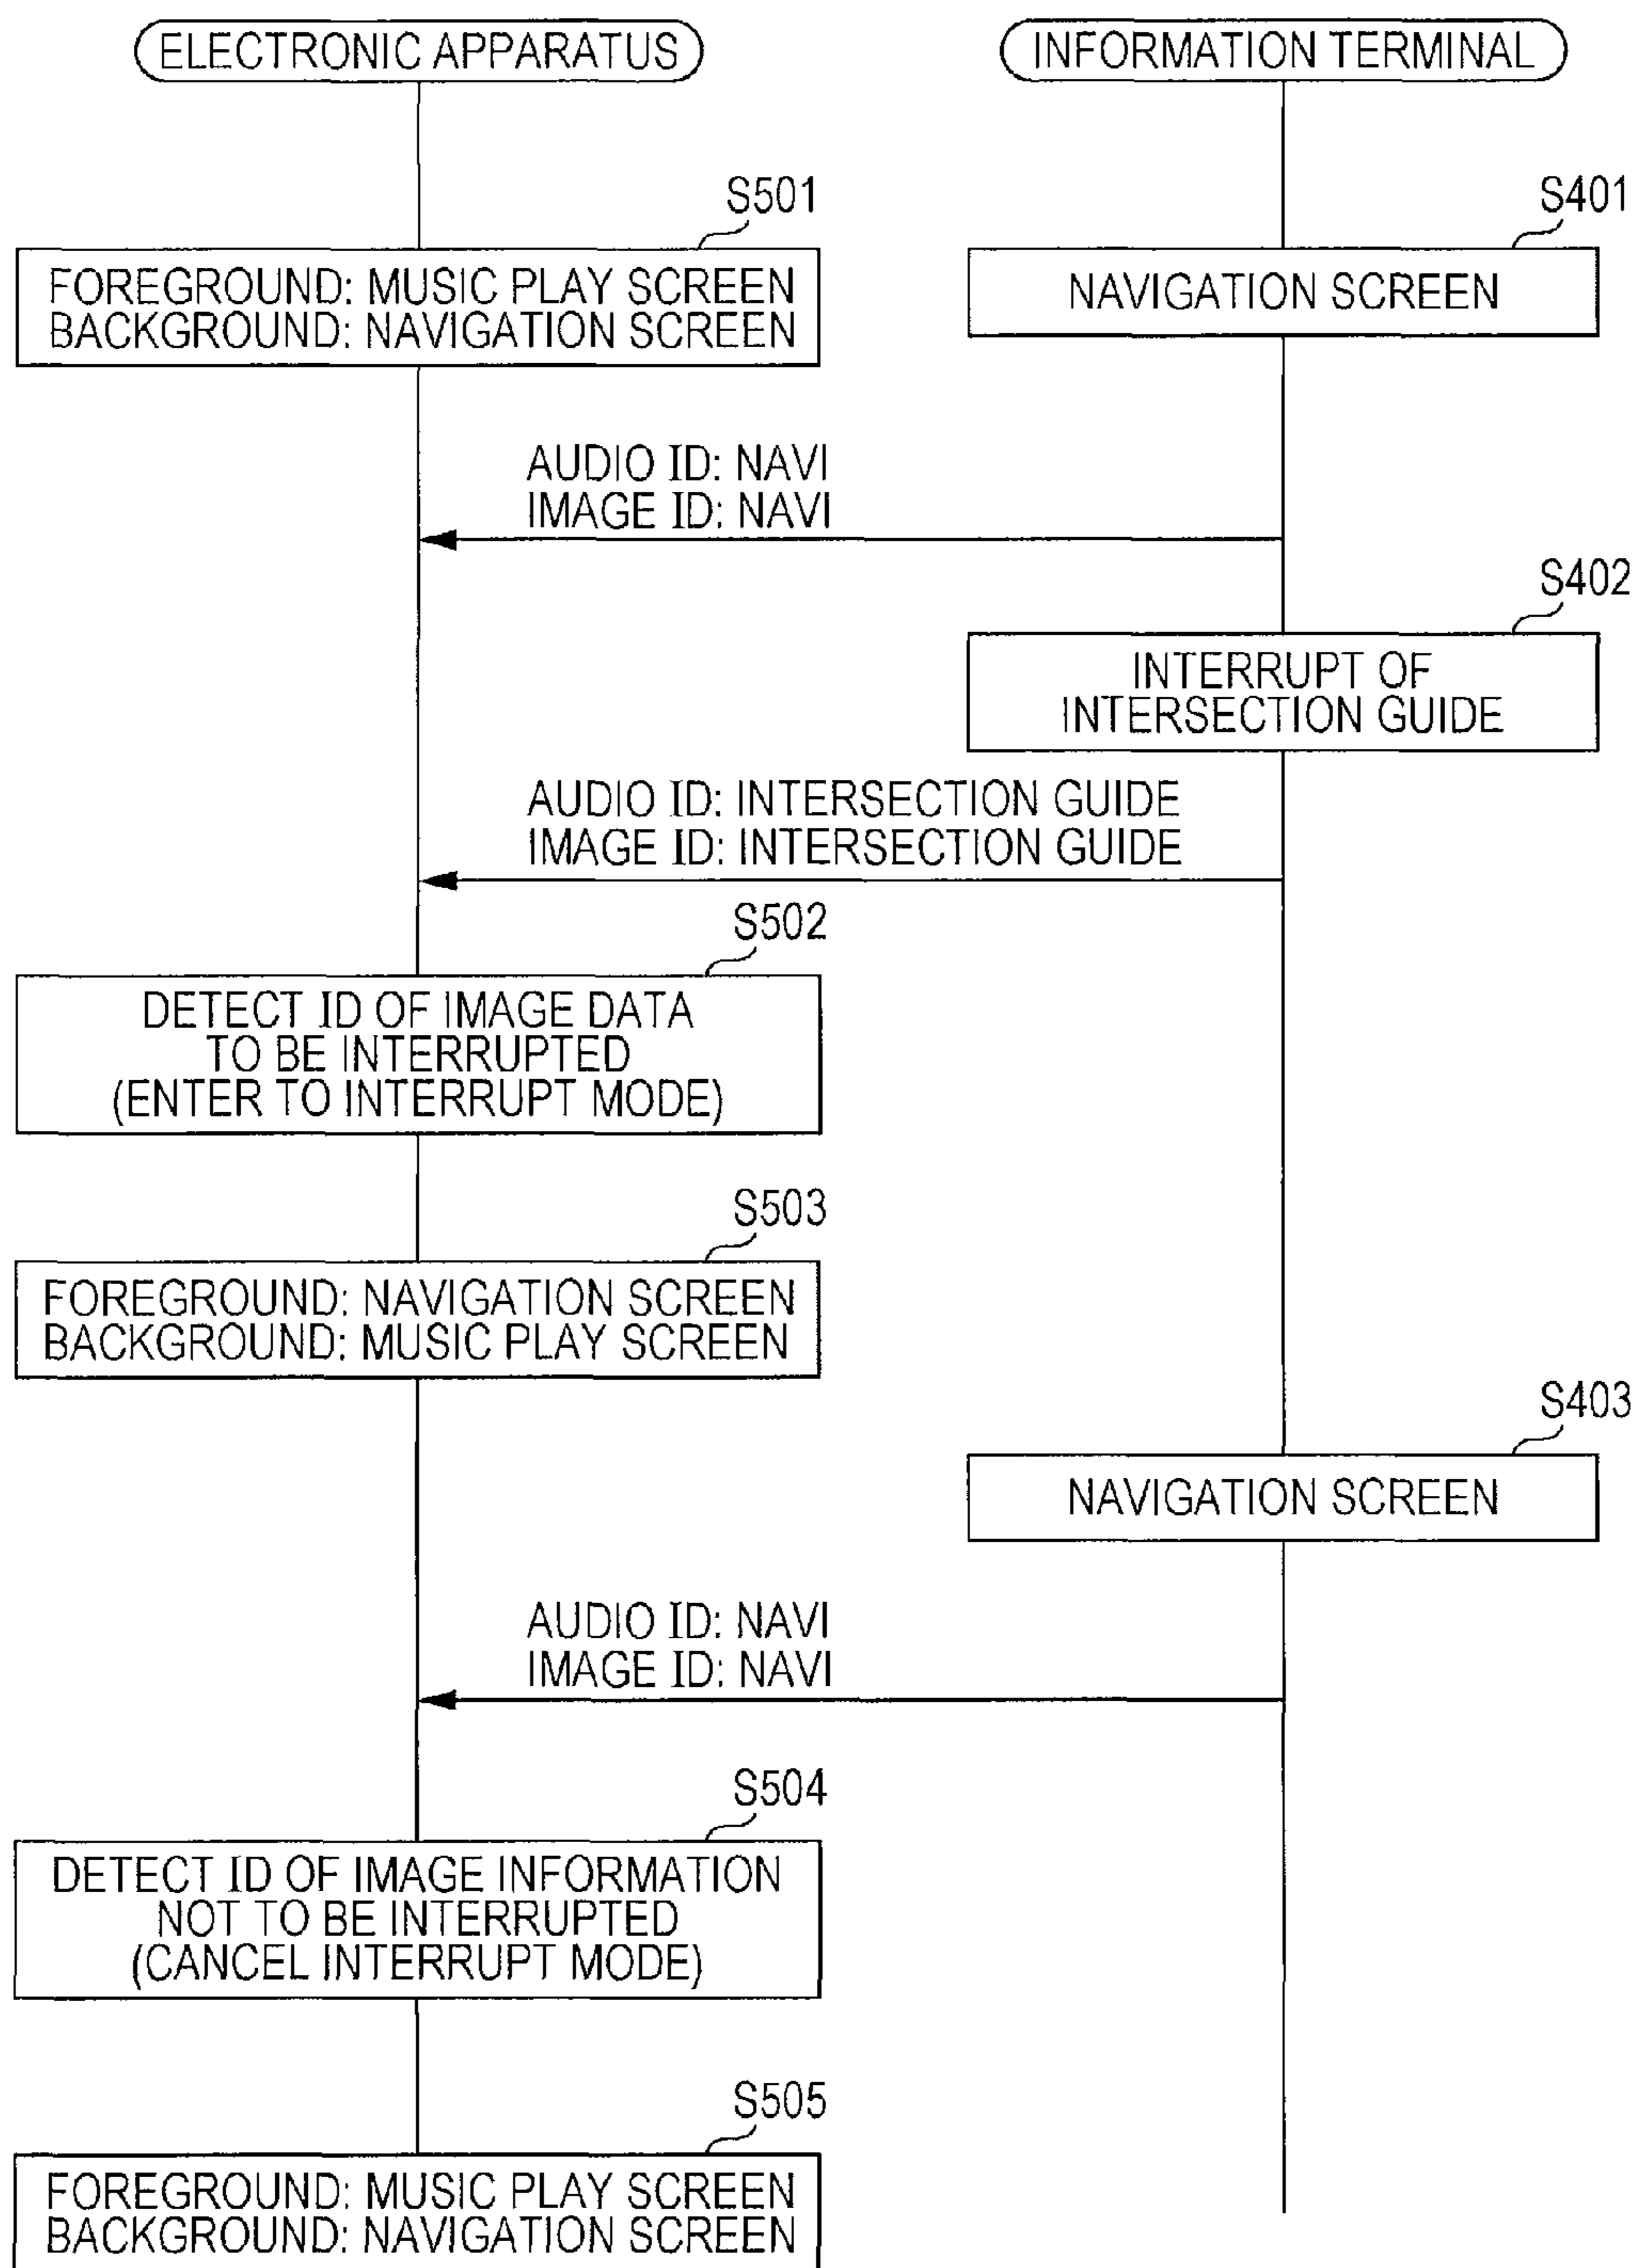 ELECTRONIC APPARATUS
INFORMATION TERMINAL
S501
S401
FOREGROUND: MUSIC PLAY SCREEN
BACKGROUND: NAVIGATION SCREEN
NAVIGATION SCREEN
AUDIO ID: NAVI
IMAGE ID: NAVI
S402
INTERRUPT OF
INTERSECTION GUIDE
AUDIO ID: INTERSECTION GUIDE
IMAGE ID: INTERSECTION GUIDE
S502
DETECT ID OF IMAGE DATA
TO BE INTERRUPTED
(ENTER TO INTERRUPT MODE)
S503
FOREGROUND: NAVIGATION SCREEN
BACKGROUND: MUSIC PLAY SCREEN
S403
NAVIGATION SCREEN
AUDIO ID: NAVI
IMAGE ID: NAVI
S504
DETECT ID OF IMAGE INFORMATION
NOT TO BE INTERRUPTED
(CANCEL INTERRUPT MODE)
S505
FOREGROUND: MUSIC PLAY SCREEN
BACKGROUND: NAVIGATION SCREEN